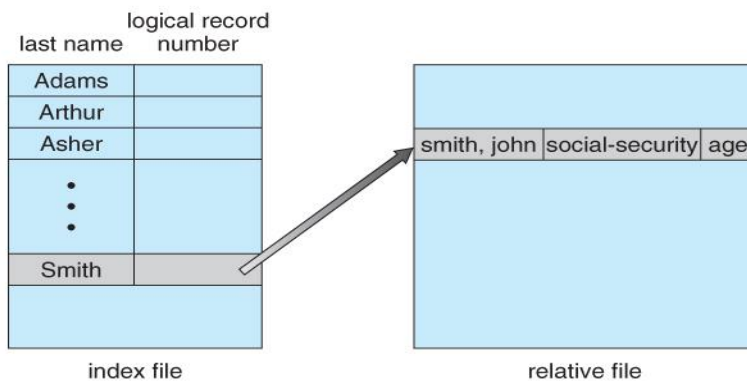 logical record
last name number
Adams
Arthur
Asher
Smith
smith, john social-security age
index file relative file